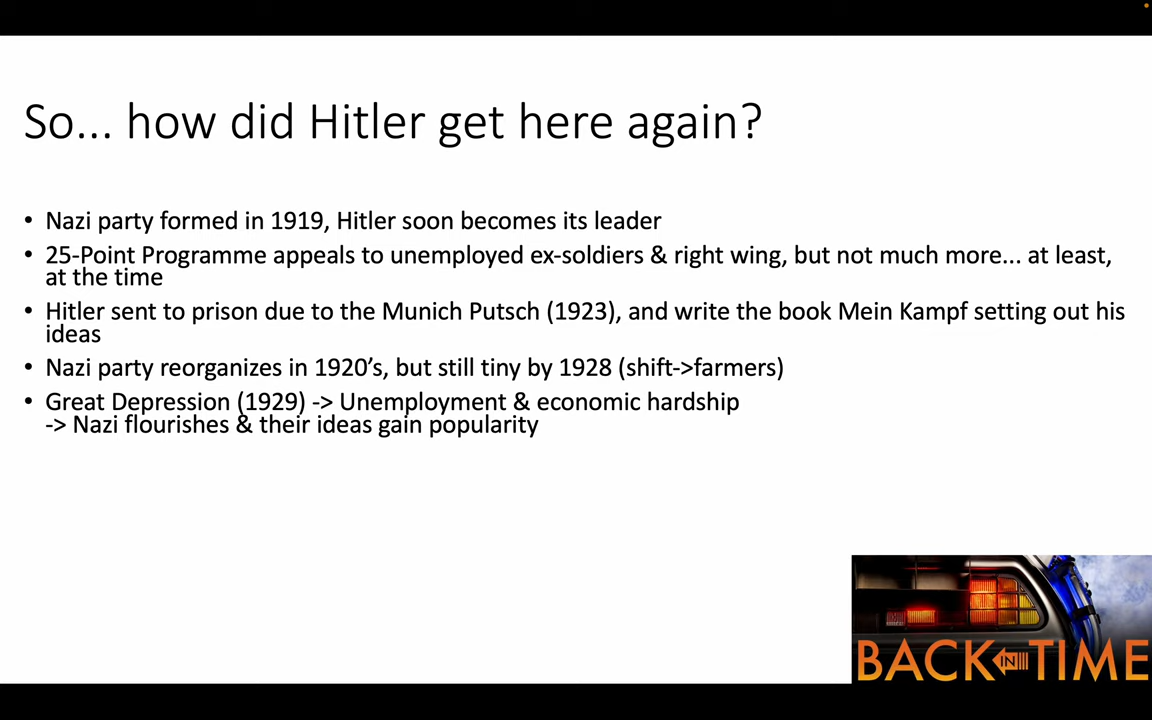 So... how did Hitler get here again?
• Nazi party formed in 1919, Hitler soon becomes its leader
• 25-Point Programme appeals to unemployed ex-soldiers & right wing, but not much more... at least,
at the time
• Hitler sent to prison due to the Munich Putsch (1923), and write the book Mein Kampf setting out his
ideas
• Nazi party reorganizes in 1920’s, but still tiny by 1928 (shift->farmers)
• Great Depression (1929) -> Unemployment & economic hardship
-> Nazi flourishes & their ideas gain popularity
BACK IN TIME